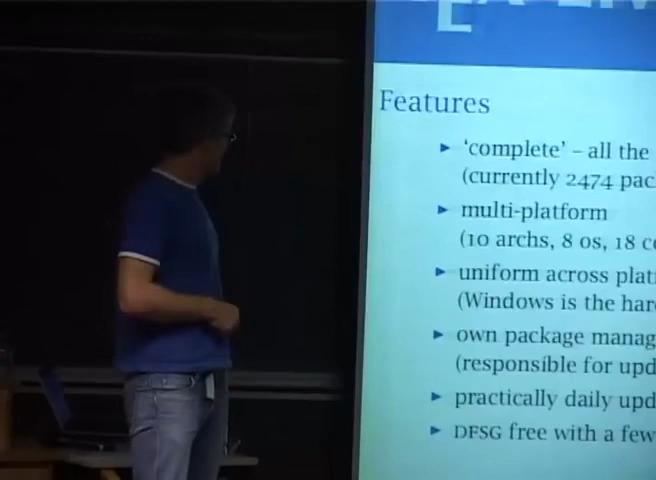 Features
‘complete’ – all the
(currently 2474 pac
multi-platform
(10 archs, 8 os, 18 c
uniform across plat
(Windows is the har
own package manag
(responsible for upd
practically daily upd
DFSG free with a few